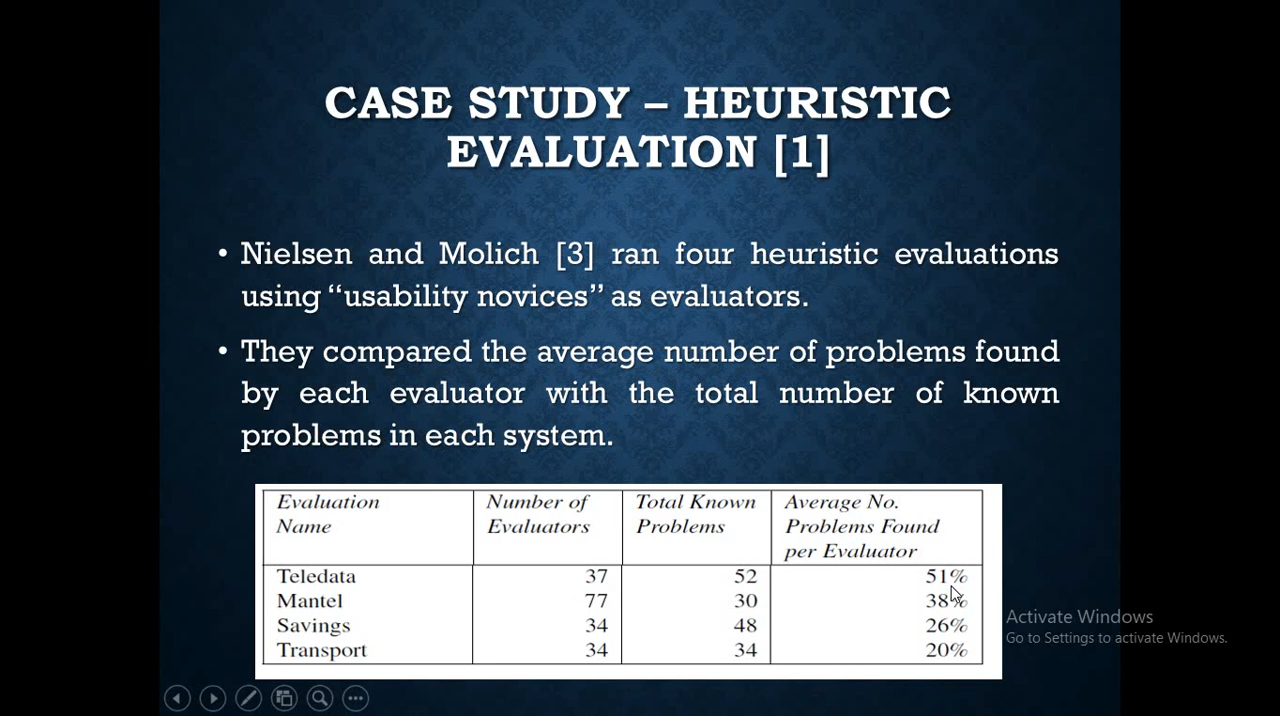 CASE STUDY – HEURISTIC
EVALUATION [1]
• Nielsen and Molich [3] ran four heuristic evaluations
using “usability novices” as evaluators.
• They compared the average number of problems found
by each evaluator with the total number of known
problems in each system.
Evaluation Name Number of Evaluators Total Known Problems Average No. Problems Found per Evaluator
Teledata 37 52 51%
Mantel 77 30 38%
Savings 34 48 26%
Transport 34 34 20%
Activate Windows
Go to Settings to activate Windows.